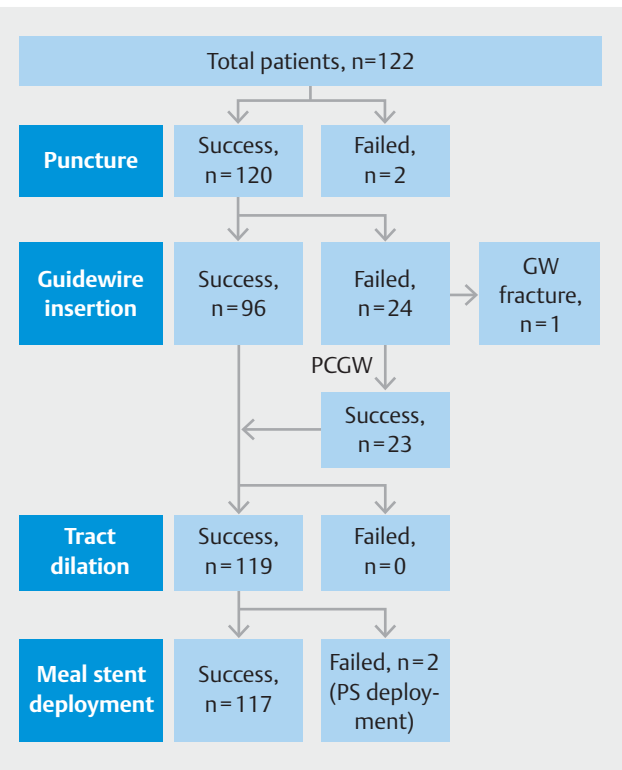 Total patients, n=122
Puncture
Success,
n=120
Failed,
n=2
Guidewire
insertion
Success,
n=96
Failed,
n=24
GW
fracture,
n=1
PCGW
Success,
n=23
Tract
dilation
Success,
n=119
Failed,
n=0
Meal stent
deployment
Success,
n=117
Failed, n=2
(PS deploy-
ment)